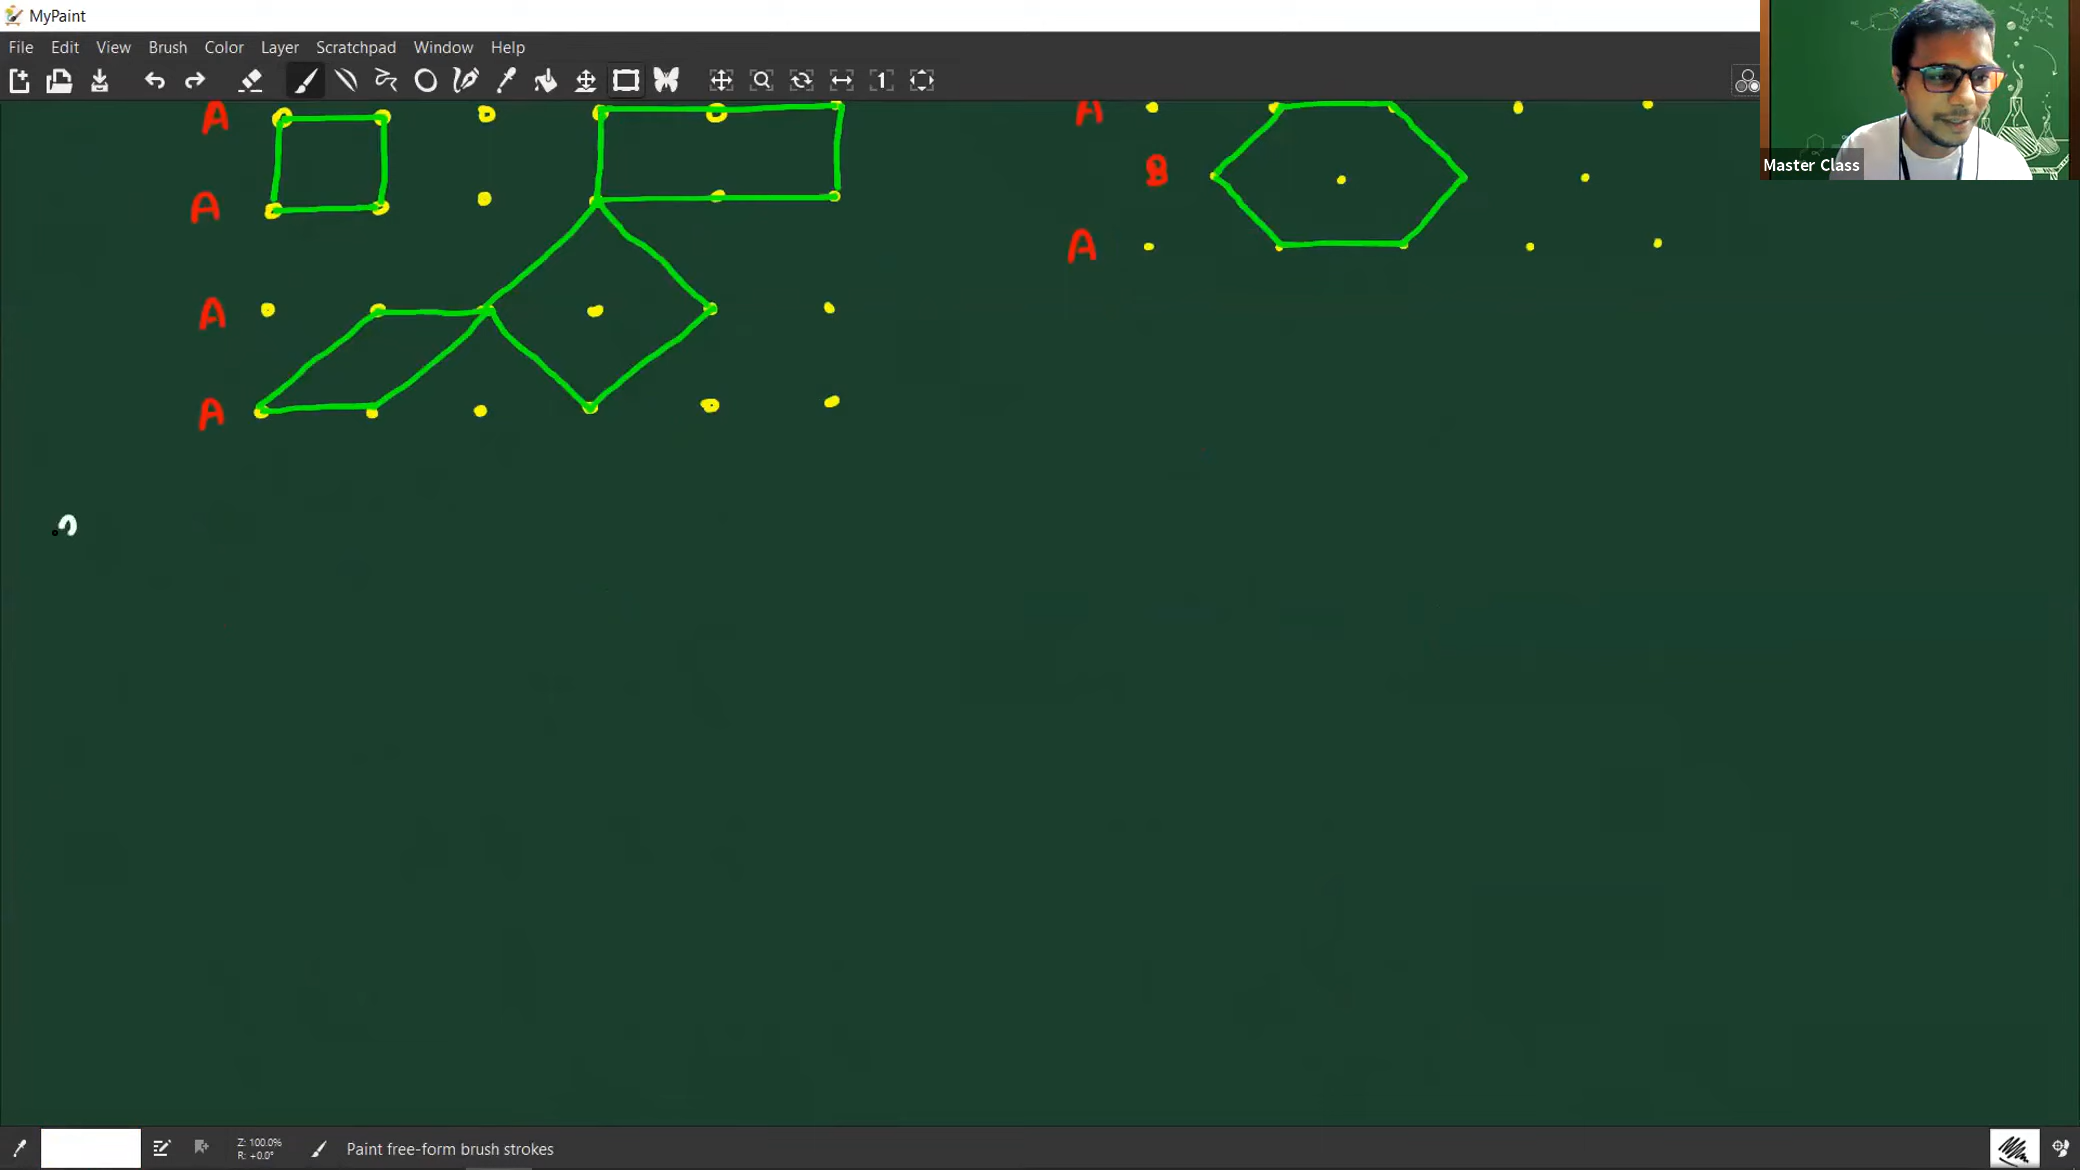 MyPaint
File Edit View Brush Color Layer Scratchpad Window Help
1
Master Class
A
A
A
A
A
B
A
Z: 100.0%
R: +0.0°
Paint free-form brush strokes